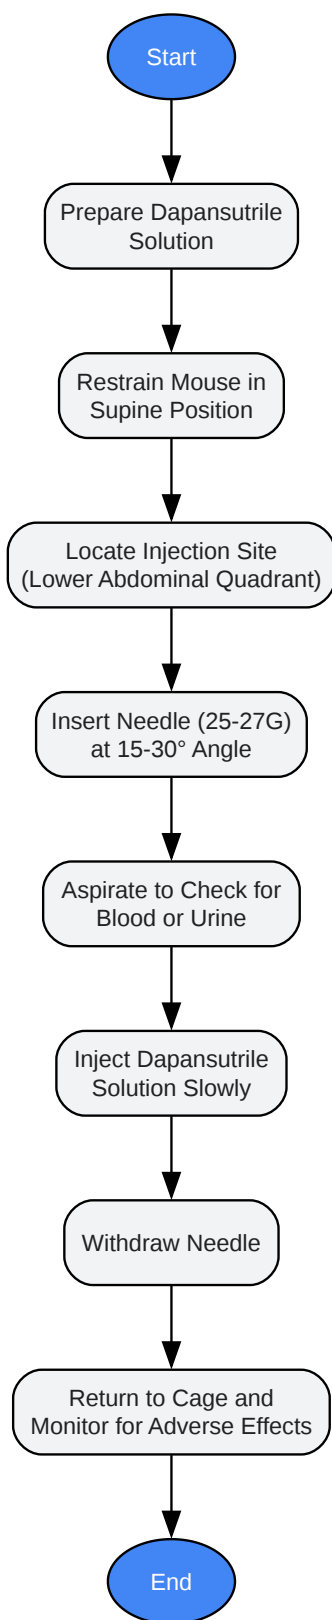 Start
Prepare Dapansutrile
Solution
Restrain Mouse in
Supine Position
Locate Injection Site
(Lower Abdominal Quadrant)
Insert Needle (25-27G)
at 15-30° Angle
Aspirate to Check for
Blood or Urine
Inject Dapansutrile
Solution Slowly
Withdraw Needle
Return to Cage and
Monitor for Adverse Effects
End